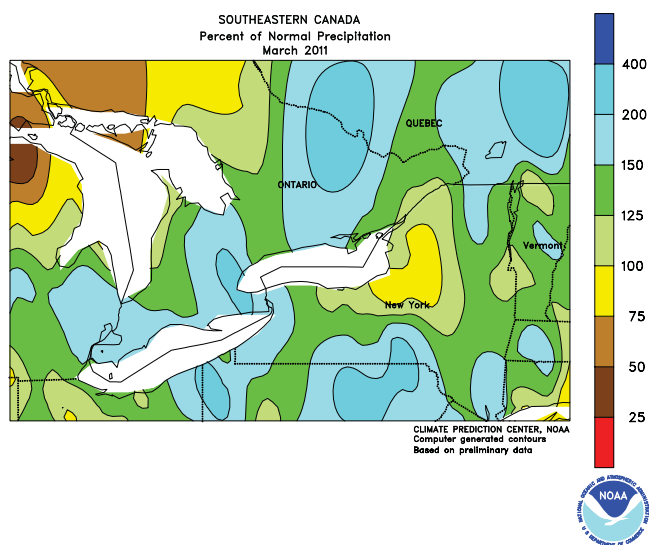 SOUTHEASTERN CANADA
Percent of Normal Precipitation
March 2011
400
200
150
125
100
75
50
25
QUEBEC
ONTARIO
Vermont
New York
CLIMATE PREDICTION CENTER, NOAA
Computer generated contours
Based on preliminary data
NATIONAL OCEANIC AND ATMOSPHERIC ADMINISTRATION
NOAA
U.S. DEPARTMENT OF COMMERCE